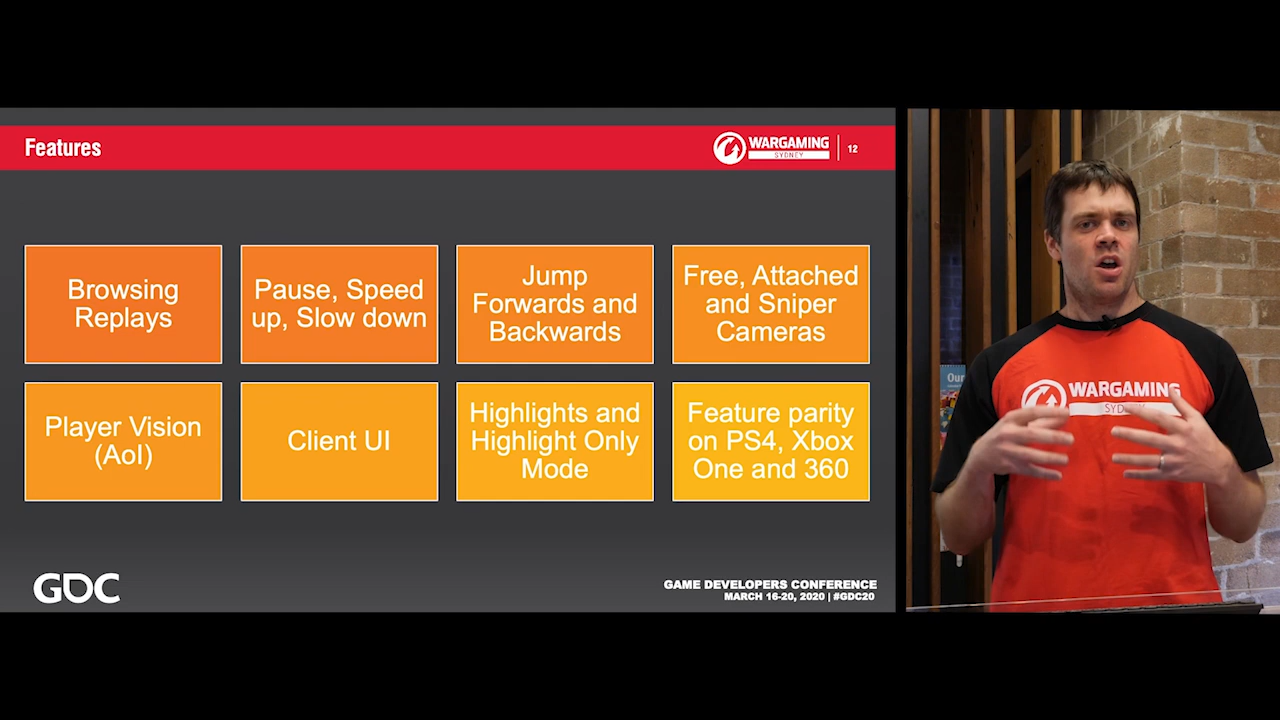 Features
WARGAMING
SYDNEY
12
Browsing
Replays
Pause, Speed
up, Slow down
Jump
Forwards and
Backwards
Free, Attached
and Sniper
Cameras
Player Vision
(AoI)
Client UI
Highlights and
Highlight Only
Mode
Feature parity
on PS4, Xbox
One and 360
GDC
GAME DEVELOPERS CONFERENCE
MARCH 16-20, 2020 | #GDC20
Our
WARGAMING
SYDNEY